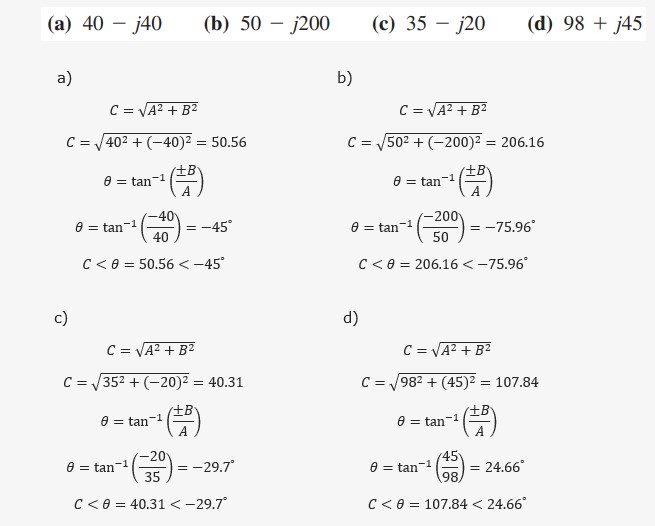 (a) 40 − j40 (b) 50 − j200 (c) 35 − j20 (d) 98 + j45
a)
C = √A² + B²
C = √40² + (−40)² = 50.56
θ = tan⁻¹ (±B/A)
θ = tan⁻¹ (−40/40) = −45°
C < θ = 50.56 < −45°
b)
C = √A² + B²
C = √50² + (−200)² = 206.16
θ = tan⁻¹ (±B/A)
θ = tan⁻¹ (−200/50) = −75.96°
C < θ = 206.16 < −75.96°
c)
C = √A² + B²
C = √35² + (−20)² = 40.31
θ = tan⁻¹ (±B/A)
θ = tan⁻¹ (−20/35) = −29.7°
C < θ = 40.31 < −29.7°
d)
C = √A² + B²
C = √98² + (45)² = 107.84
θ = tan⁻¹ (±B/A)
θ = tan⁻¹ (45/98) = 24.66°
C < θ = 107.84 < 24.66°